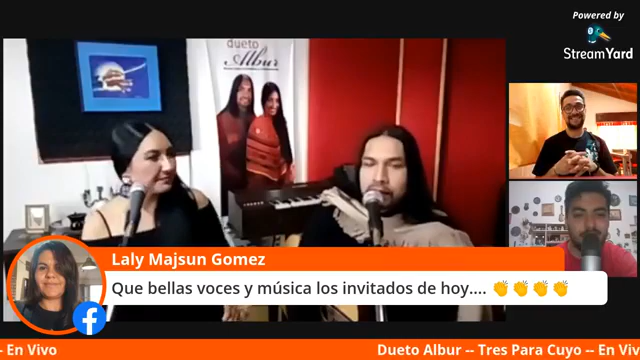 Powered by
StreamYard
dueto
Albur
Laly Majsun Gomez
Que bellas voces y música los invitados de hoy.... 👏👏👏👏
- En Vivo
Dueto Albur -- Tres Para Cuyo -- En Viv